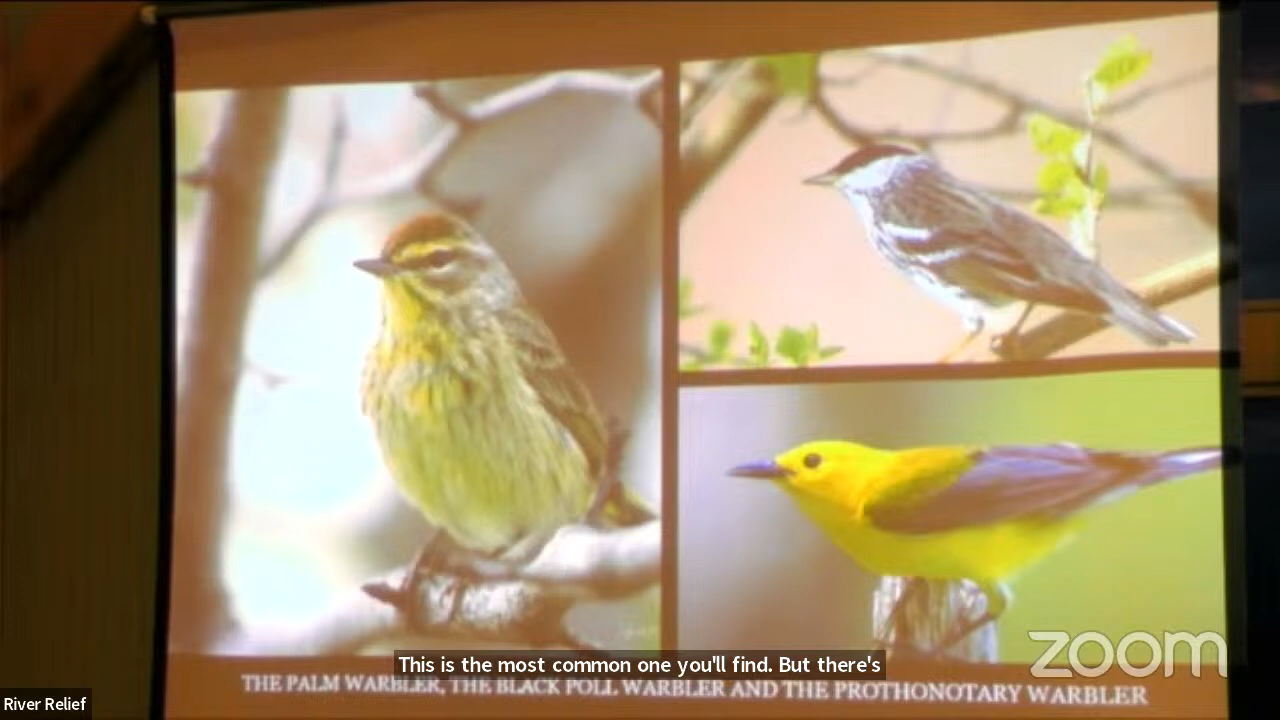 This is the most common one you'll find. But there's
zoom
THE PALM WARBLER, THE BLACK POLL WARBLER AND THE PROTHONOTARY WARBLER
River Relief